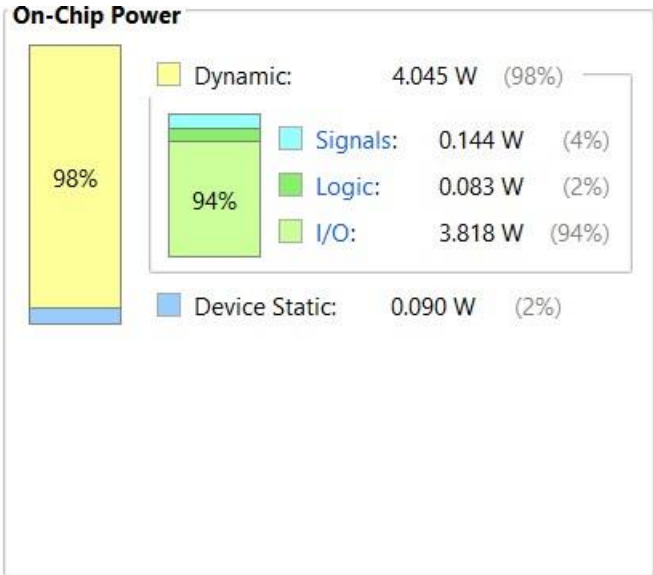 On-Chip Power
Dynamic: 4.045 W (98%)
98%
94%
Signals: 0.144 W (4%)
Logic: 0.083 W (2%)
I/O: 3.818 W (94%)
Device Static: 0.090 W (2%)